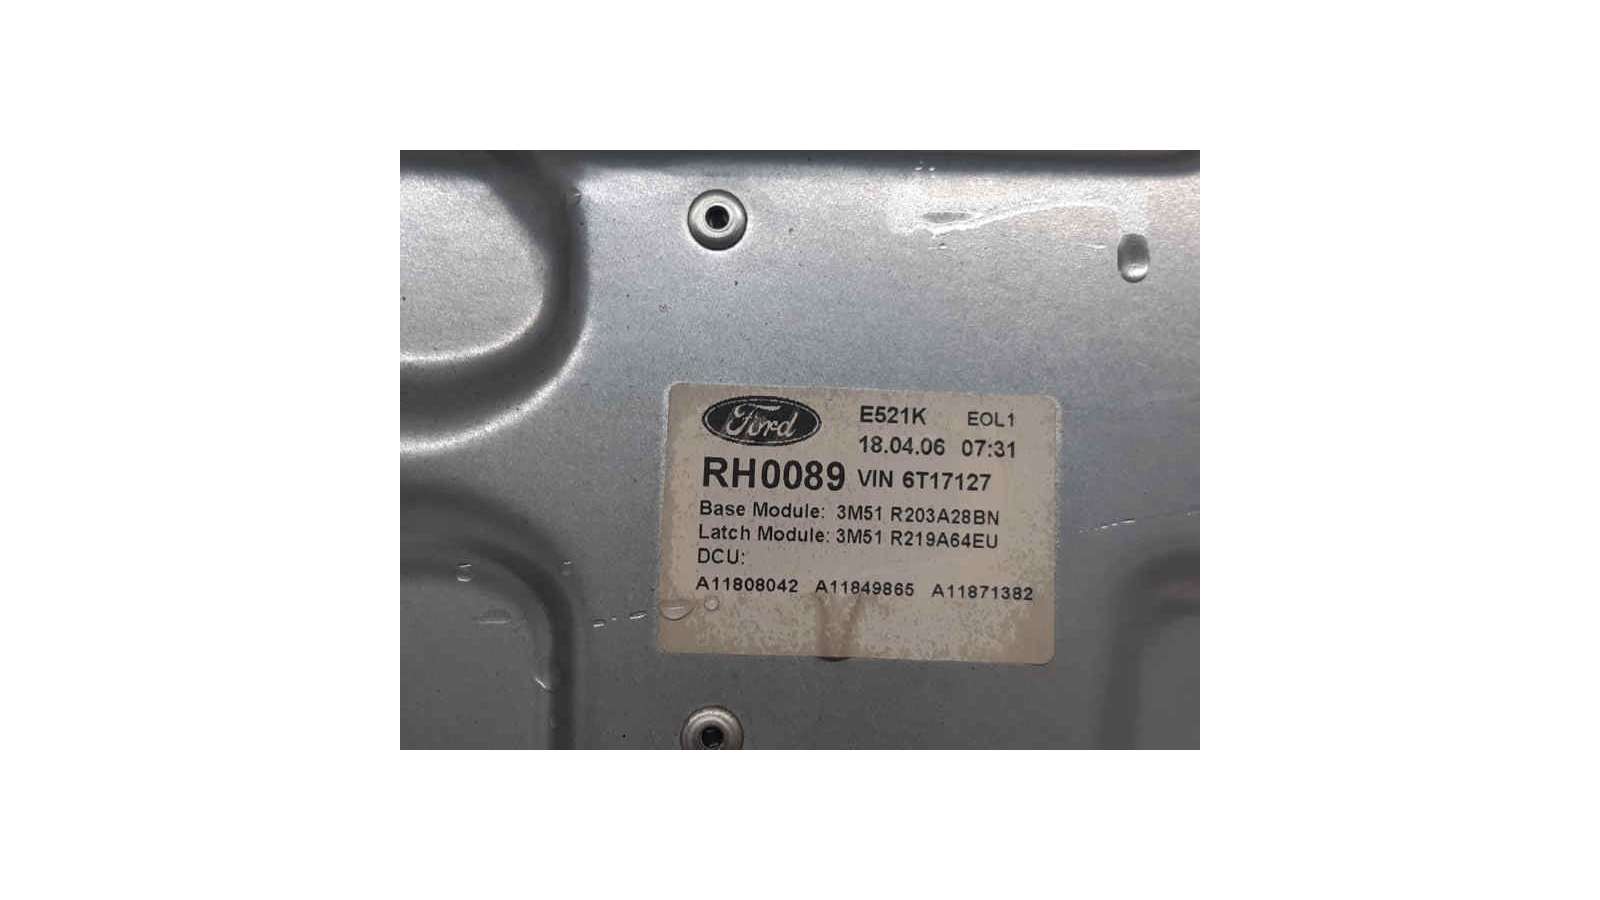 Ford E521K EOL1
18.04.06 07:31
RH0089 VIN 6T17127
Base Module: 3M51 R203A28BN
Latch Module: 3M51 R219A64EU
DCU:
A11808042 A11849865 A11871382